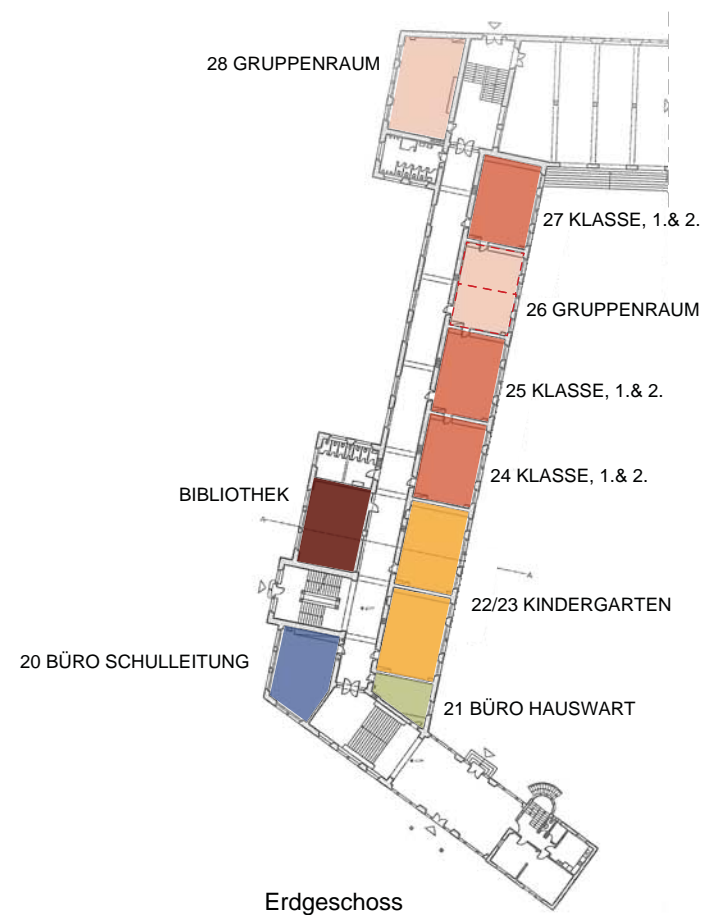 28 GRUPPENRAUM
27 KLASSE, 1.& 2.
26 GRUPPENRAUM
25 KLASSE, 1.& 2.
24 KLASSE, 1.& 2.
BIBLIOTHEK
A
A
22/23 KINDERGARTEN
20 BÜRO SCHULLEITUNG
21 BÜRO HAUSWART
Erdgeschoss